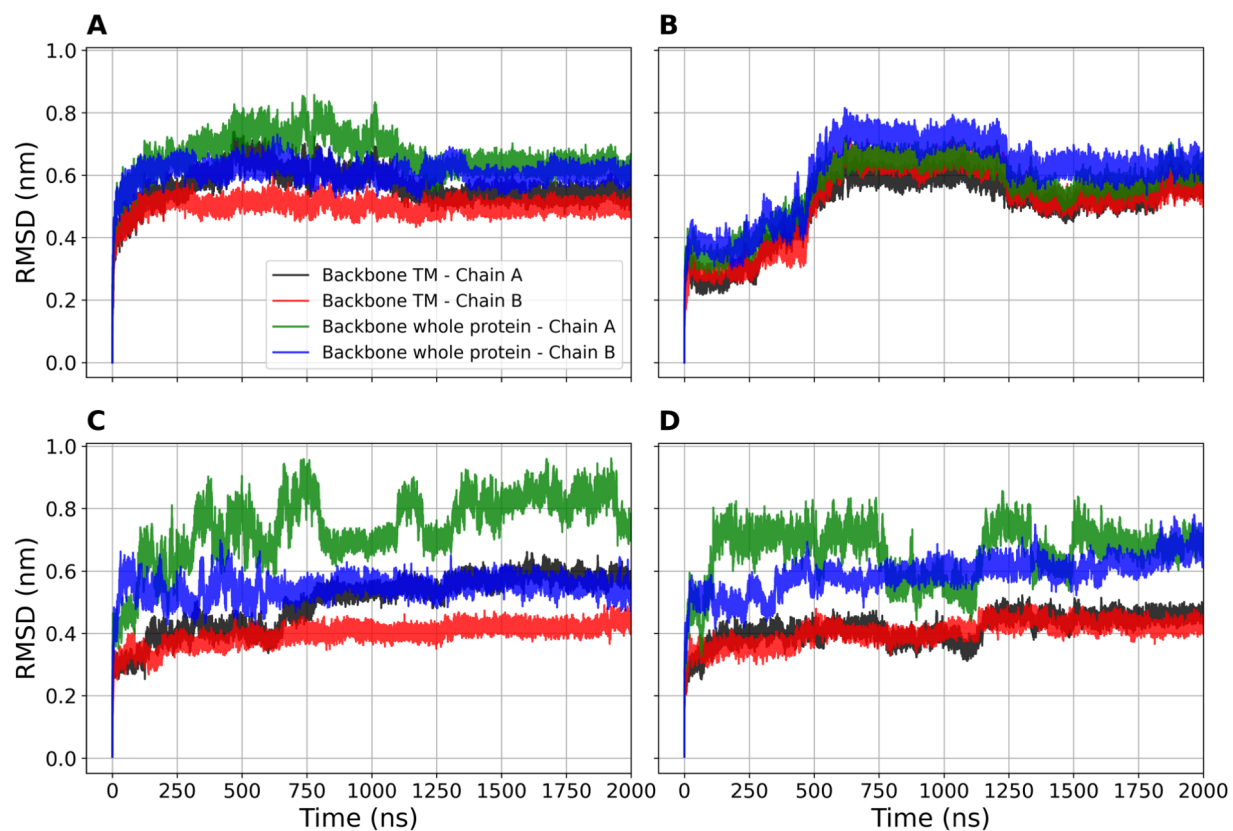 A
B
1.0
0.8
0.6
0.4
0.2
0.0
RMSD (nm)
Backbone TM - Chain A
Backbone TM - Chain B
Backbone whole protein - Chain A
Backbone whole protein - Chain B
C
D
1.0
0.8
0.6
0.4
0.2
0.0
RMSD (nm)
0 250 500 750 1000 1250 1500 1750 2000
0 250 500 750 1000 1250 1500 1750 2000
Time (ns)
Time (ns)